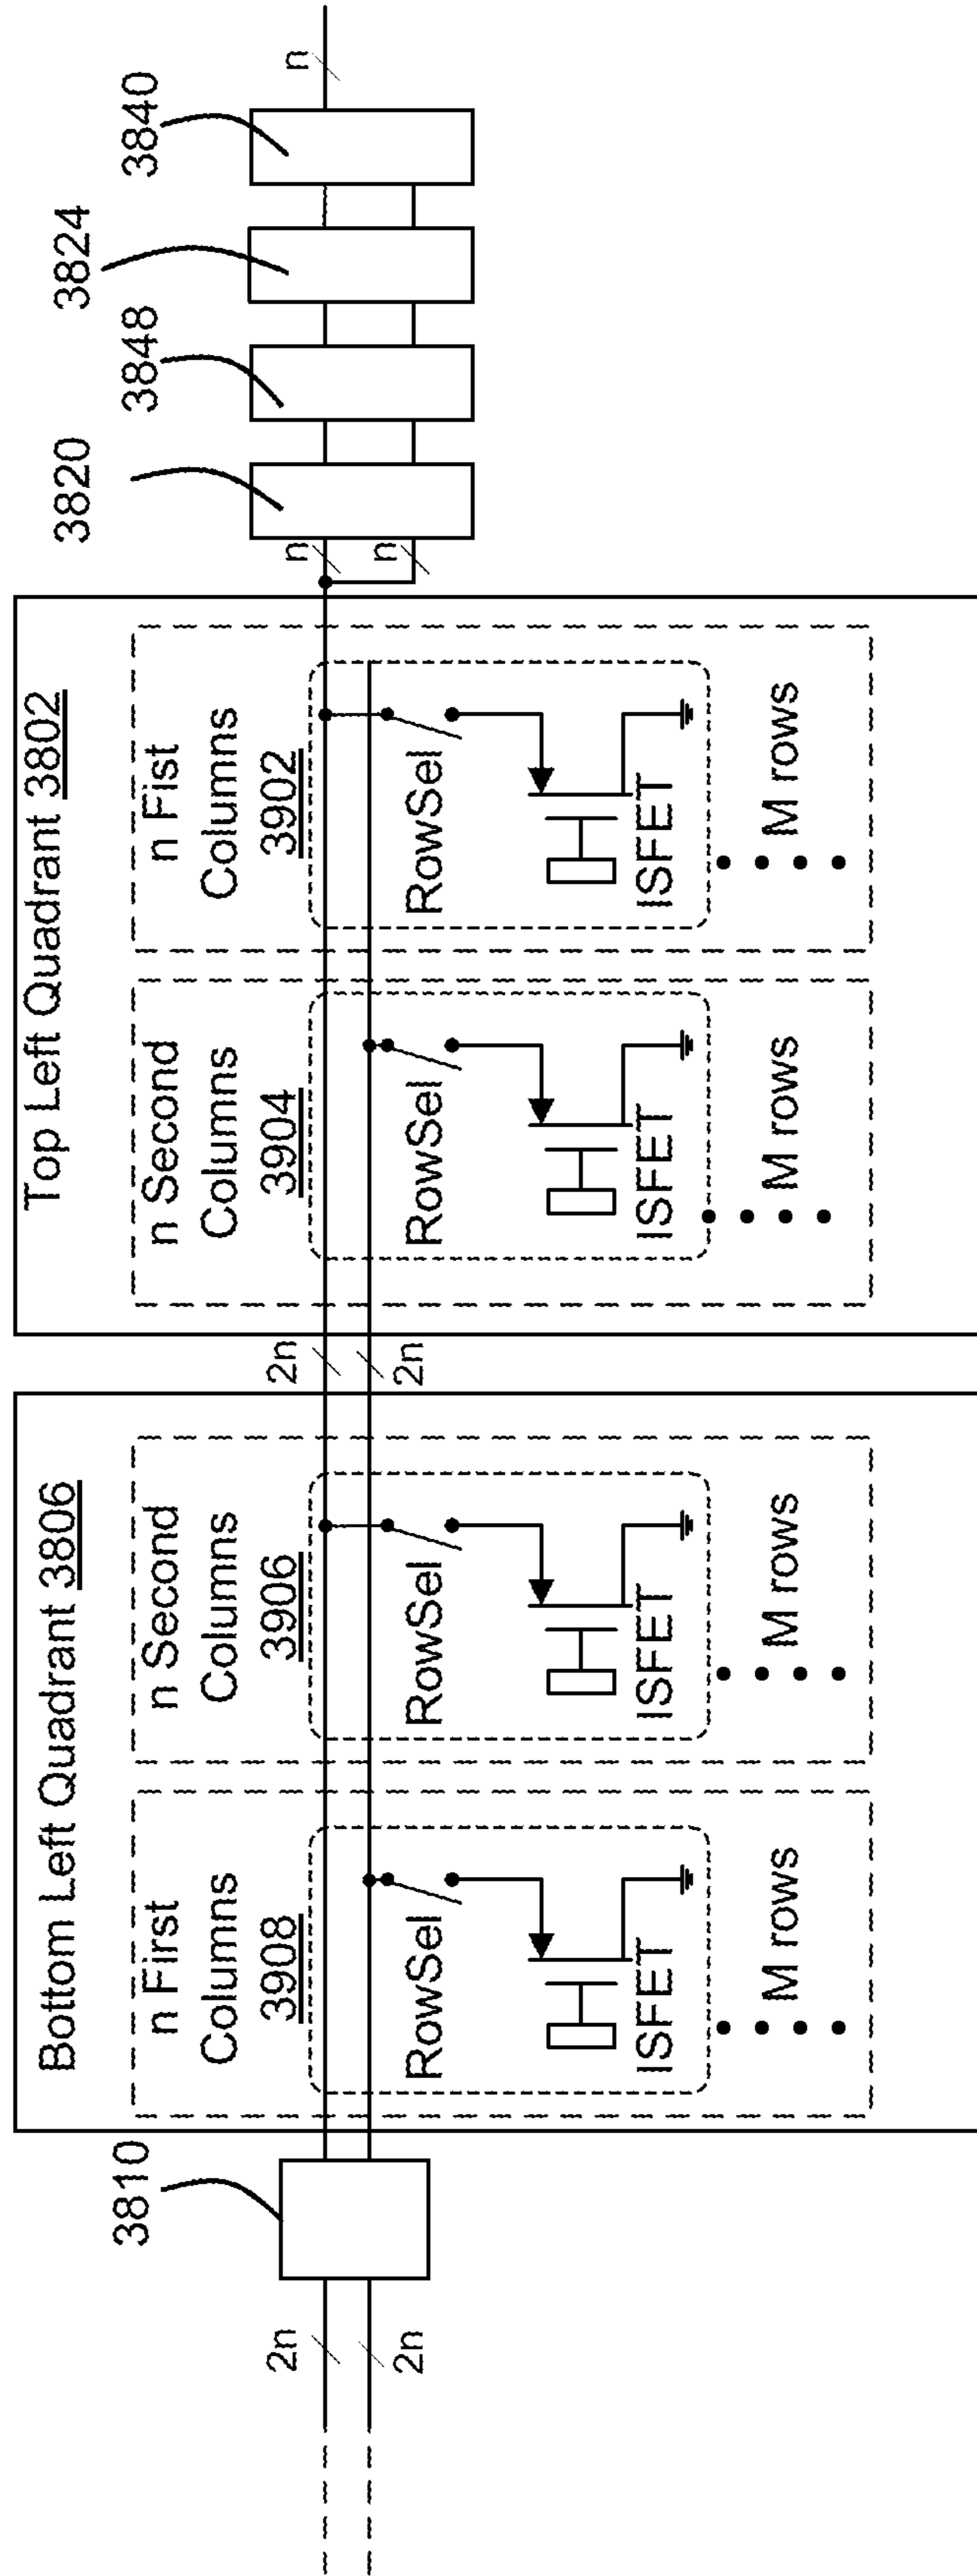 3810
2n
2n
Bottom Left Quadrant 3806
n First
Columns
3908
RowSel
ISFET
M rows
n Second
Columns
3906
RowSel
ISFET
M rows
2n
2n
Top Left Quadrant 3802
n Second
Columns
3904
RowSel
ISFET
M rows
n Fist
Columns
3902
RowSel
ISFET
M rows
n
n
3820
3848
3824
3840
n